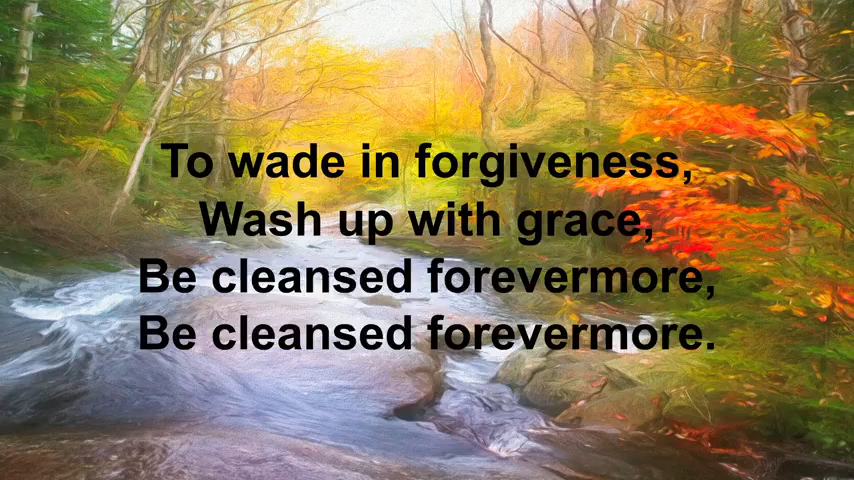 To wade in forgiveness,
Wash up with grace,
Be cleansed forevermore,
Be cleansed forevermore.